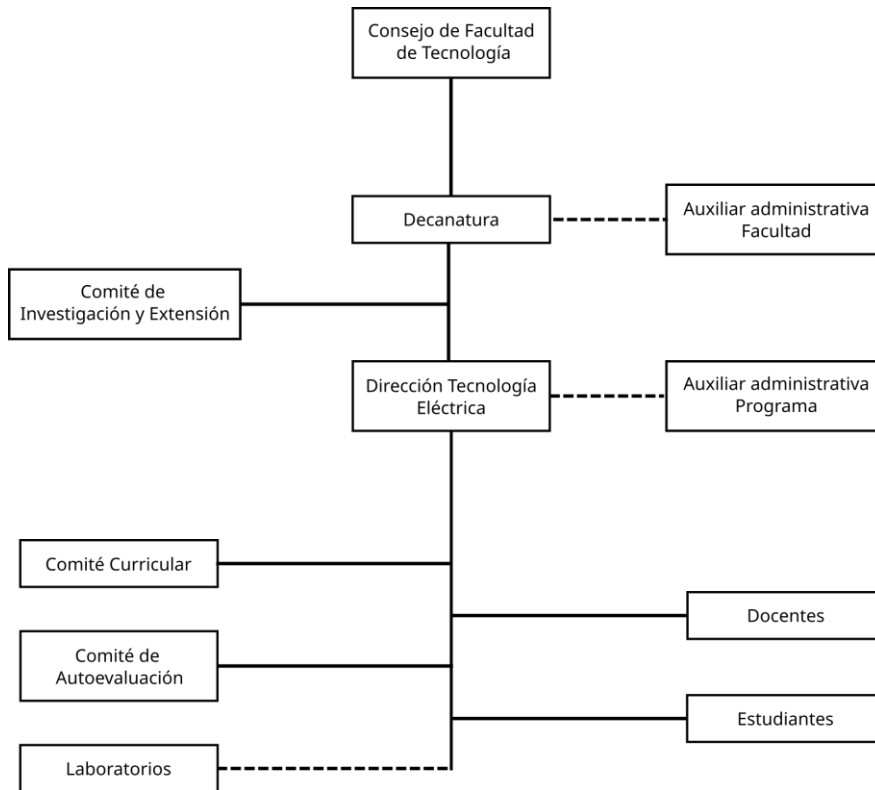 Consejo de Facultad
de Tecnología
Decanatura
Auxiliar administrativa
Facultad
Comité de
Investigación y Extensión
Dirección Tecnología
Eléctrica
Auxiliar administrativa
Programa
Comité Curricular
Docentes
Comité de
Autoevaluación
Estudiantes
Laboratorios